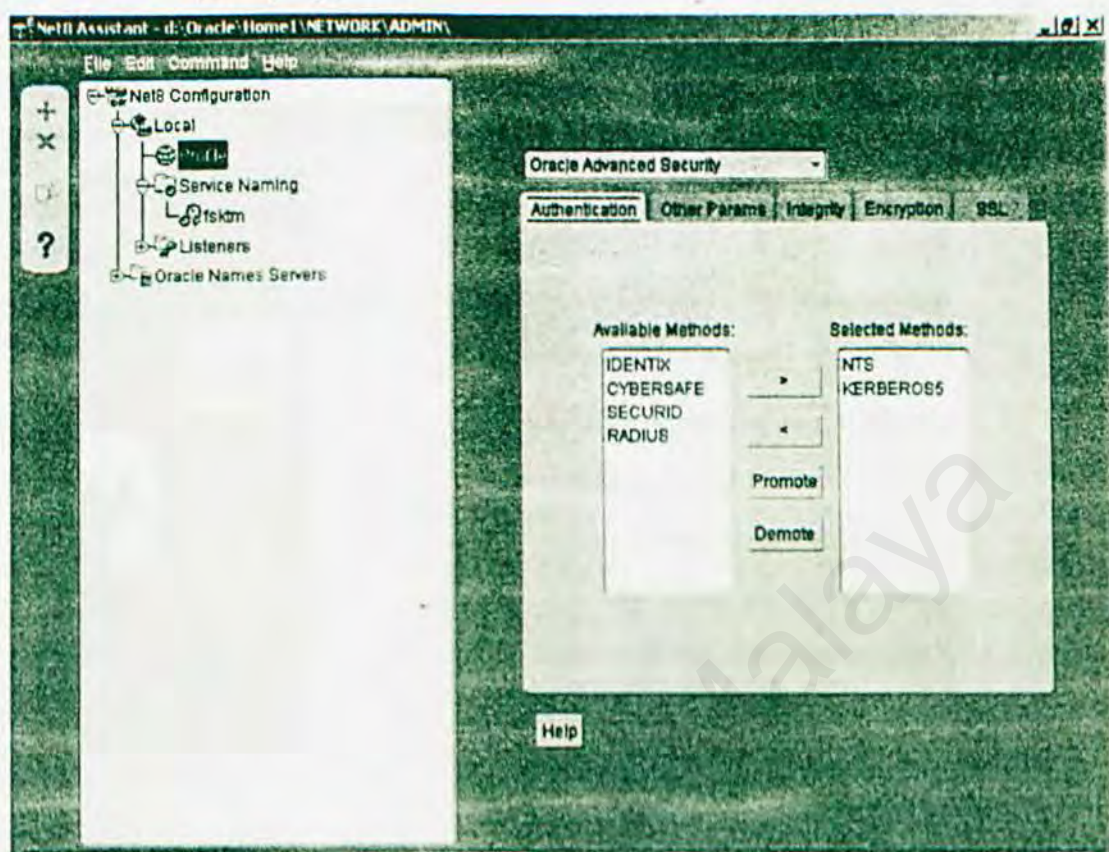 Net8 Assistant - d:\Oracle\Home1\NETWORK\ADMIN\
File Edit Command Help
Net8 Configuration
Local
Profile
Service Naming
fsktm
Listeners
Oracle Names Servers
?
Oracle Advanced Security
Authentication Other Params Integrity Encryption SSL
Available Methods:
IDENTIX
CYBERSAFE
SECURID
RADIUS
>
<
Promote
Demote
Selected Methods:
NTS
KERBEROS5
Help
Malaya